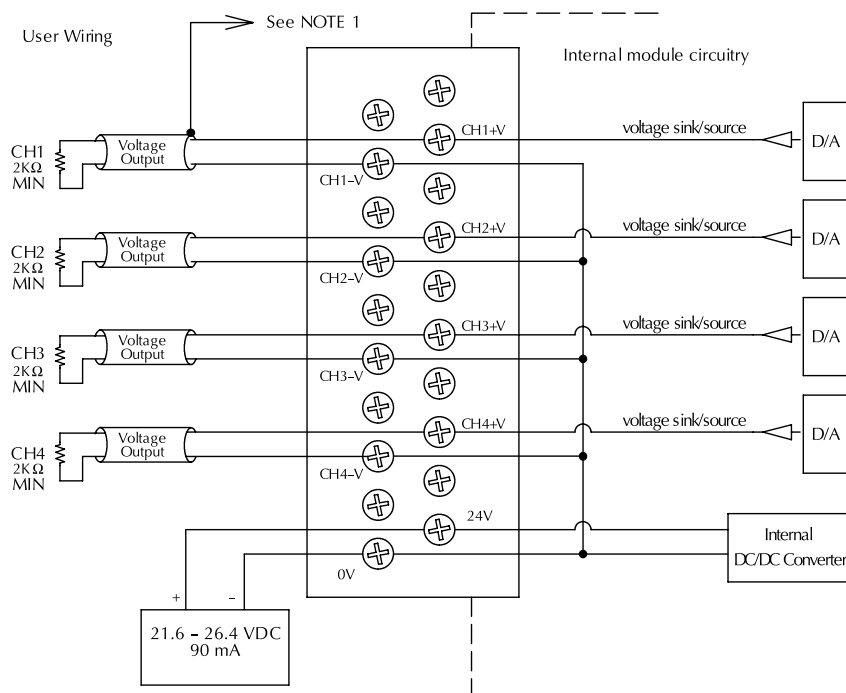 See NOTE 1
User Wiring
Internal module circuitry
CH1+V
voltage sink/source
D/A
Voltage
Output
CH1
2KΩ
MIN
CH1–V
CH2+V
voltage sink/source
D/A
Voltage
Output
CH2
2KΩ
MIN
CH2–V
CH3+V
voltage sink/source
D/A
Voltage
Output
CH3
2KΩ
MIN
CH3–V
CH4+V
voltage sink/source
D/A
Voltage
Output
CH4
2KΩ
MIN
CH4–V
24V
Internal
DC/DC Converter
0V
+ –
21.6 – 26.4 VDC
90 mA